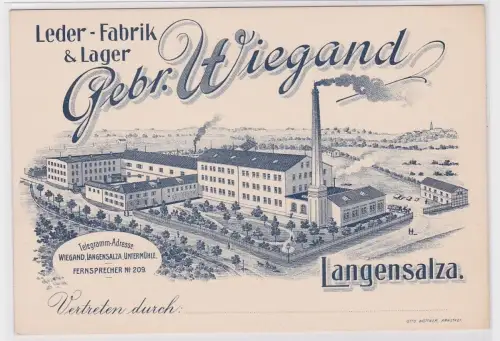 Leder-Fabrik
& Lager
Gebr. Wiegand
Langensalza.
Telegramm-Adresse
WIEGAND, LANGENSALZA, UNTERMÜHLE.
FERNSPRECHER № 209.
Vertreten durch: